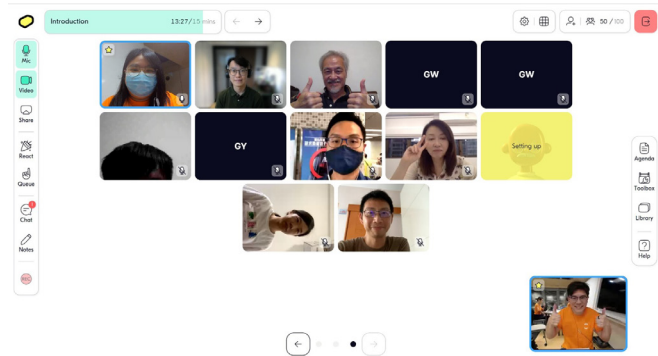 Introduction
13:27/15 mins
50 /100
Mic
Video
Share
React
Queue
Chat
Notes
REC
GW
GW
GY
Setting up
Agenda
Toolbox
Library
Help